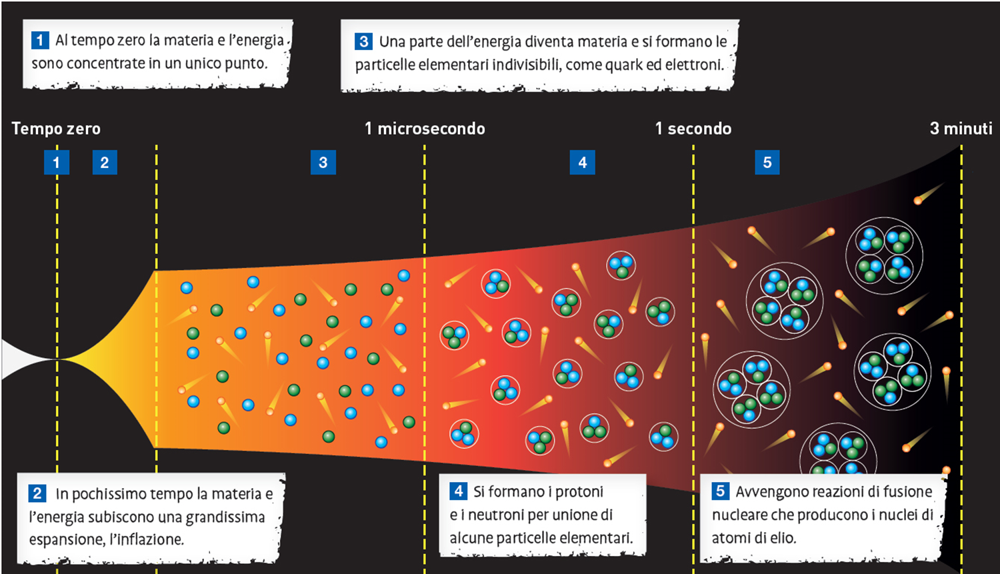 1 Al tempo zero la materia e l'energia
sono concentrate in un unico punto.
3 Una parte dell'energia diventa materia e si formano le
particelle elementari indivisibili, come quark ed elettroni.
Tempo zero
1 microsecondo
1 secondo
3 minuti
1
2
3
4
5
2 In pochissimo tempo la materia e
l'energia subiscono una grandissima
espansione, l'inflazione.
4 Si formano i protoni
e i neutroni per unione di
alcune particelle elementari.
5 Avvengono reazioni di fusione
nucleare che producono i nuclei di
atomi di elio.